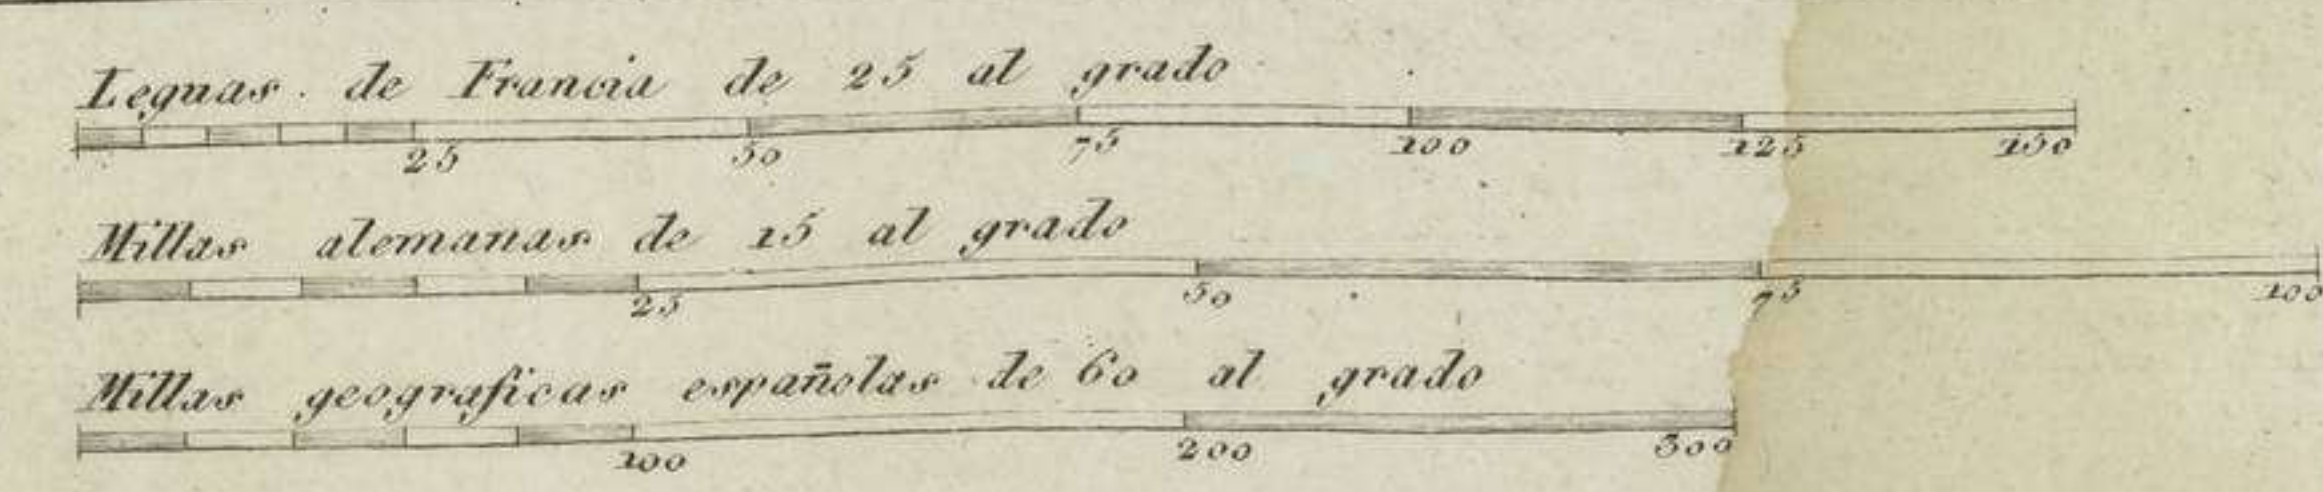 Leguas de Francia de 25 al grado
25 50 75 100 125 150
Millas alemanas de 15 al grado
25 50 75 100
Millas geograficas españolas de 60 al grado
100 200 300